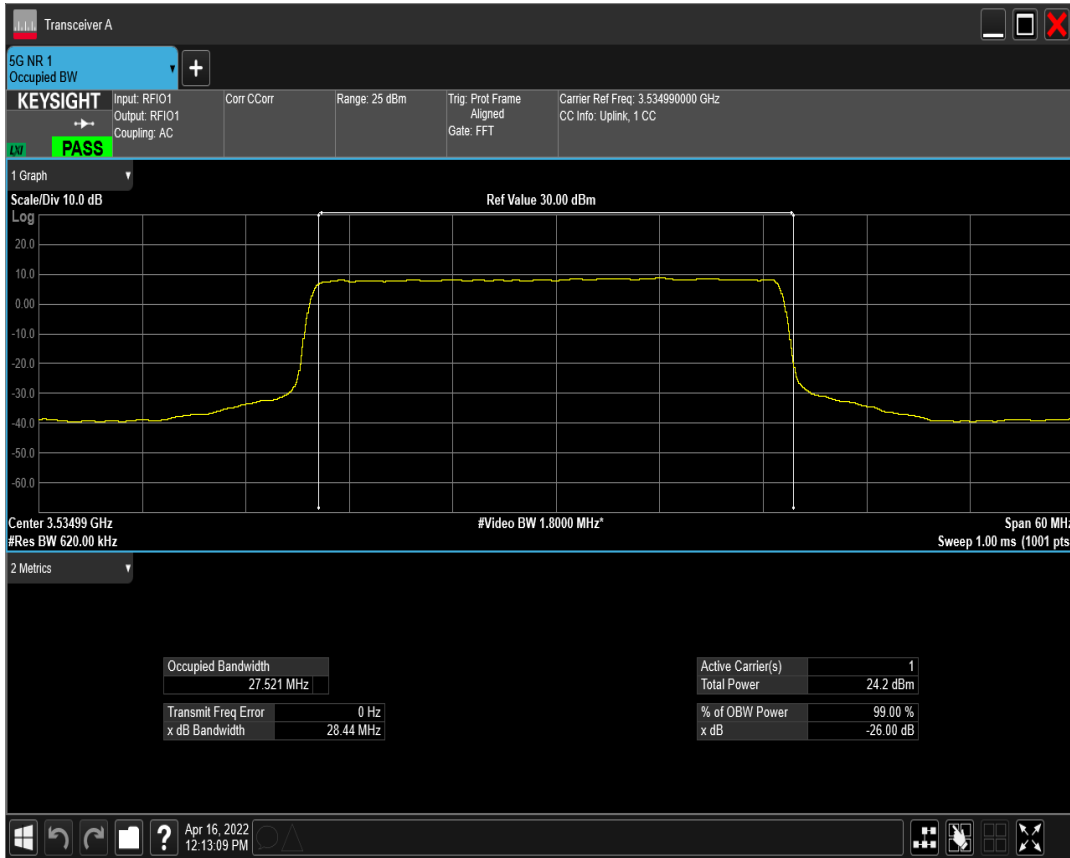 Transceiver A
5G NR 1
Occupied BW
KEYSIGHT
LXI
PASS
Input: RFIO1
Output: RFIO1
Coupling: AC
Corr CCorr
Range: 25 dBm
Trig: Prot Frame
Aligned
Gate: FFT
Carrier Ref Freq: 3.534990000 GHz
CC Info: Uplink, 1 CC
1 Graph
Scale/Div 10.0 dB
Ref Value 30.00 dBm
Log
20.0
10.0
0.00
-10.0
-20.0
-30.0
-40.0
-50.0
-60.0
Center 3.53499 GHz
#Video BW 1.8000 MHz*
Span 60 MHz
#Res BW 620.00 kHz
Sweep 1.00 ms (1001 pts
2 Metrics
Occupied Bandwidth
27.521 MHz
Transmit Freq Error 0 Hz
x dB Bandwidth 28.44 MHz
Active Carrier(s) 1
Total Power 24.2 dBm
% of OBW Power 99.00 %
x dB -26.00 dB
?
Apr 16, 2022
12:13:09 PM